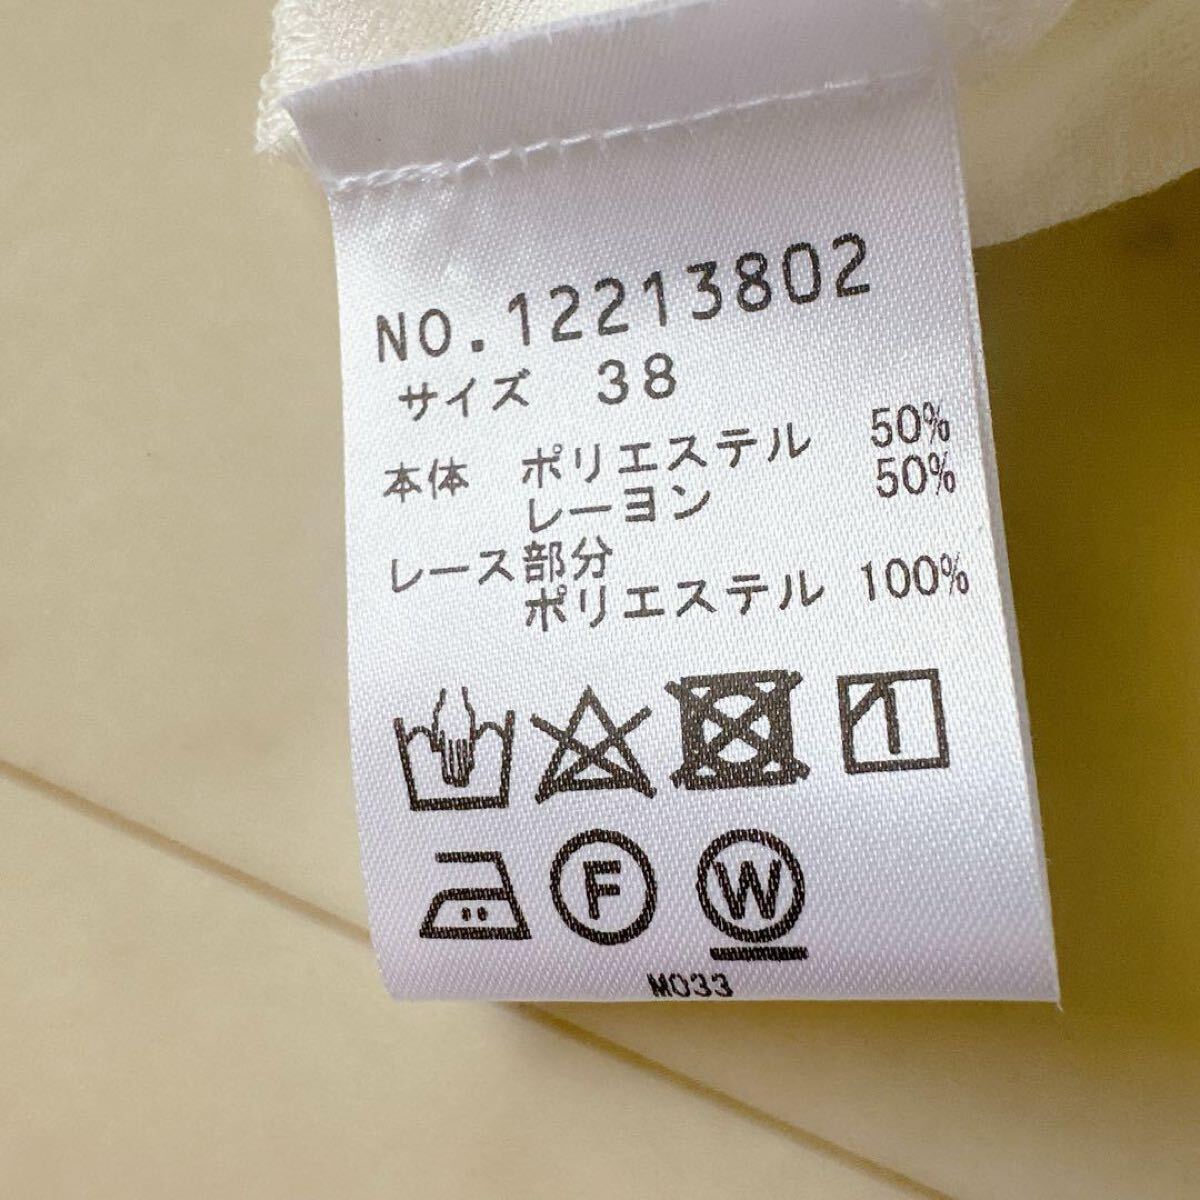 NO.12213802
サイズ 38
本体 ポリエステル 50%
レーヨン 50%
レース部分
ポリエステル 100%
F W
M033